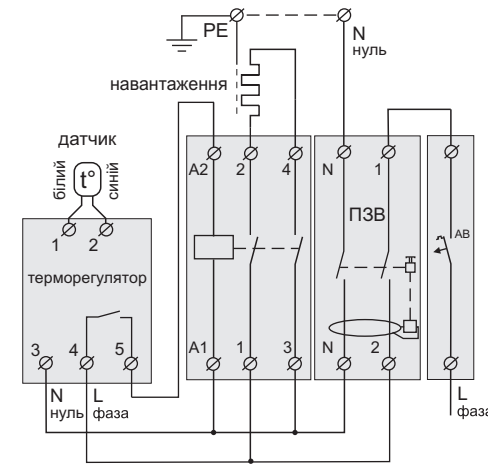 PE
N
нуль
навантаження
датчик
білий
t°
синій
A2
2
4
N
1
1
2
ПЗВ
АВ
терморегулятор
3
4
5
A1
1
3
N
2
N
нуль
L
фаза
L
фаза